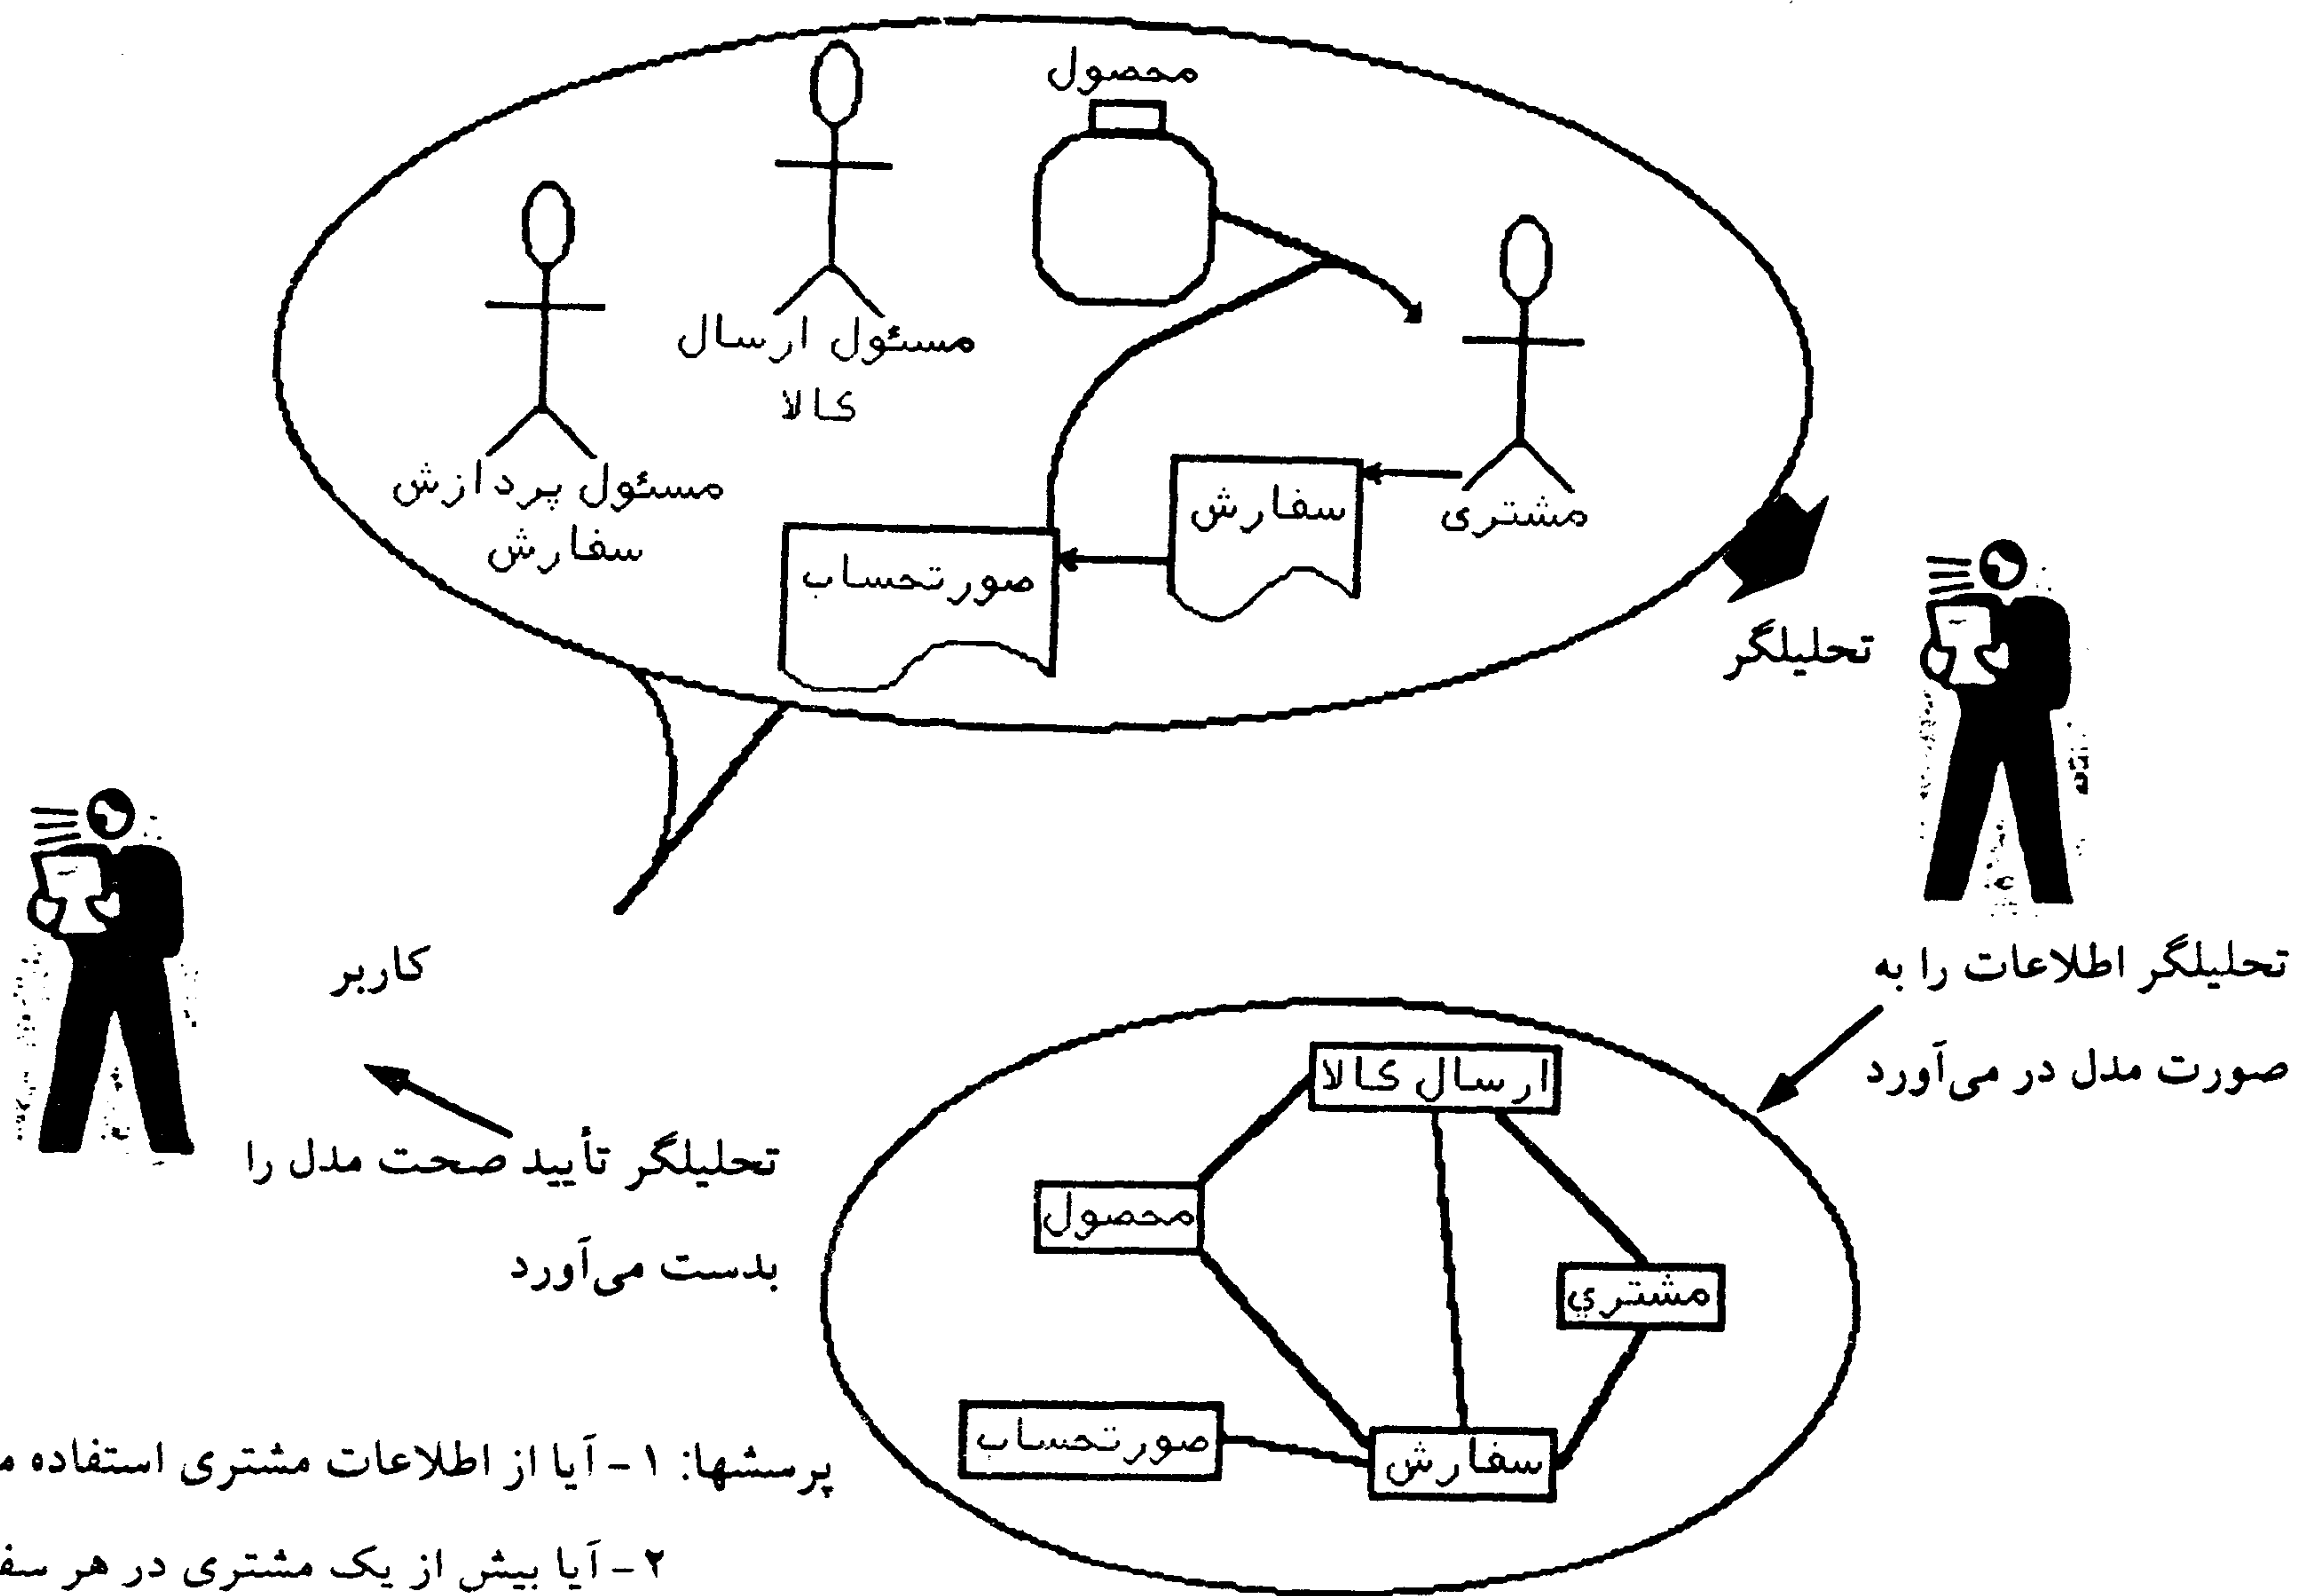 محصول
مسئول ارسال
کالا
مسئول پردازش
سفارش
مشتری
سفارش
صورتحساب
تحلیلگر
کاربر
تحلیلگر اطلاعات را به
صورت مدل در می‌آورد
ارسال کالا
محصول
مشتري
صورتحساب
سفارش
تحلیلگر تأیید صحت مدل را
بدست می‌آورد
پرسشها: ۱- آیا از اطلاعات مشتری استفاده
۲- آیا بیش از یک مشتری در هر